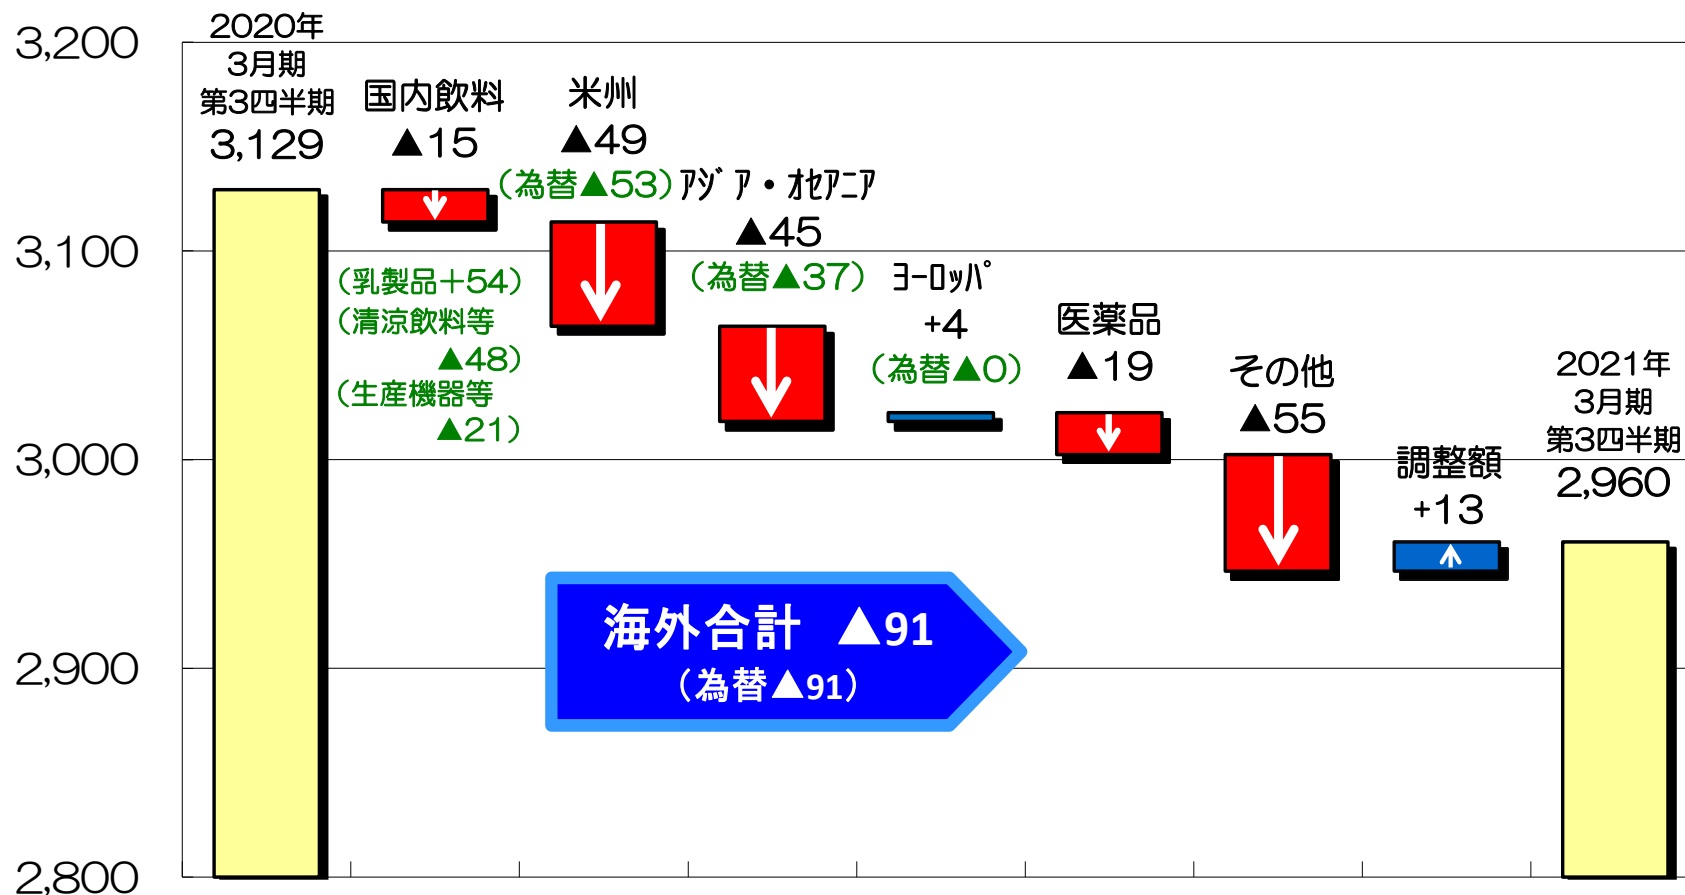 3,200
3,100
3,000
2,900
2,800
2020年
3月期
第3四半期
3,129
国内飲料
▲15
(乳製品+54)
(清涼飲料等
▲48)
(生産機器等
▲21)
米州
▲49
(為替▲53)
ｱｼﾞｱ・ｵｾｱﾆｱ
▲45
(為替▲37)
ﾖｰﾛｯﾊﾟ
+4
(為替▲0)
医薬品
▲19
その他
▲55
調整額
+13
2021年
3月期
第3四半期
2,960
海外合計 ▲91
(為替▲91)